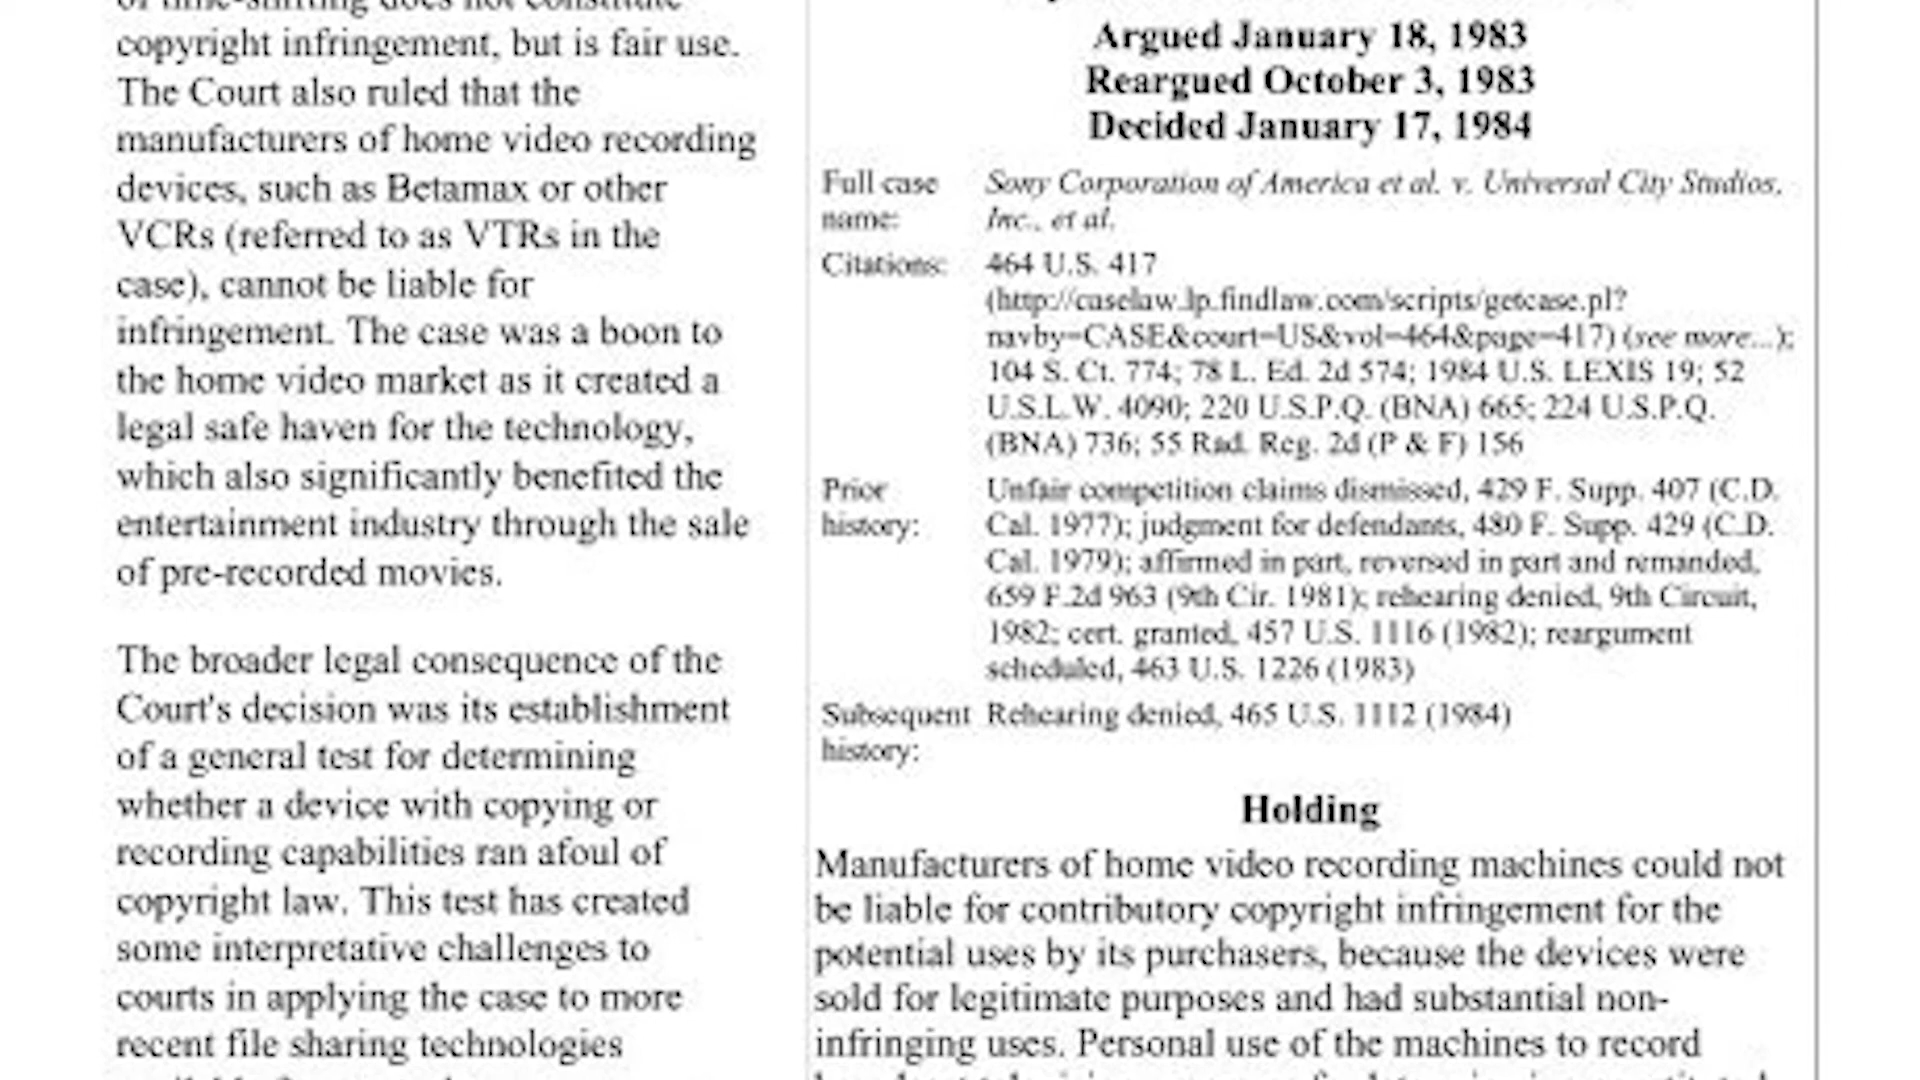 copyright infringement, but is fair use.
The Court also ruled that the
manufacturers of home video recording
devices, such as Betamax or other
VCRs (referred to as VTRs in the
case), cannot be liable for
infringement. The case was a boon to
the home video market as it created a
legal safe haven for the technology,
which also significantly benefited the
entertainment industry through the sale
of pre-recorded movies.
The broader legal consequence of the
Court's decision was its establishment
of a general test for determining
whether a device with copying or
recording capabilities ran afoul of
copyright law. This test has created
some interpretative challenges to
courts in applying the case to more
recent file sharing technologies
Argued January 18, 1983
Reargued October 3, 1983
Decided January 17, 1984
Full case
name:
Sony Corporation of America et al. v. Universal City Studios,
Inc., et al.
Citations:
464 U.S. 417
(http://caselaw.lp.findlaw.com/scripts/getcase.pl?
navby=CASE&court=US&vol=464&page=417) (see more...);
104 S. Ct. 774; 78 L. Ed. 2d 574; 1984 U.S. LEXIS 19; 52
U.S.L.W. 4090; 220 U.S.P.Q. (BNA) 665; 224 U.S.P.Q.
(BNA) 736; 55 Rad. Reg. 2d (P & F) 156
Prior
history:
Unfair competition claims dismissed, 429 F. Supp. 407 (C.D.
Cal. 1977); judgment for defendants, 480 F. Supp. 429 (C.D.
Cal. 1979); affirmed in part, reversed in part and remanded,
659 F.2d 963 (9th Cir. 1981); rehearing denied, 9th Circuit,
1982; cert. granted, 457 U.S. 1116 (1982); reargument
scheduled, 463 U.S. 1226 (1983)
Subsequent
history:
Rehearing denied, 465 U.S. 1112 (1984)
Holding
Manufacturers of home video recording machines could not
be liable for contributory copyright infringement for the
potential uses by its purchasers, because the devices were
sold for legitimate purposes and had substantial non-
infringing uses. Personal use of the machines to record